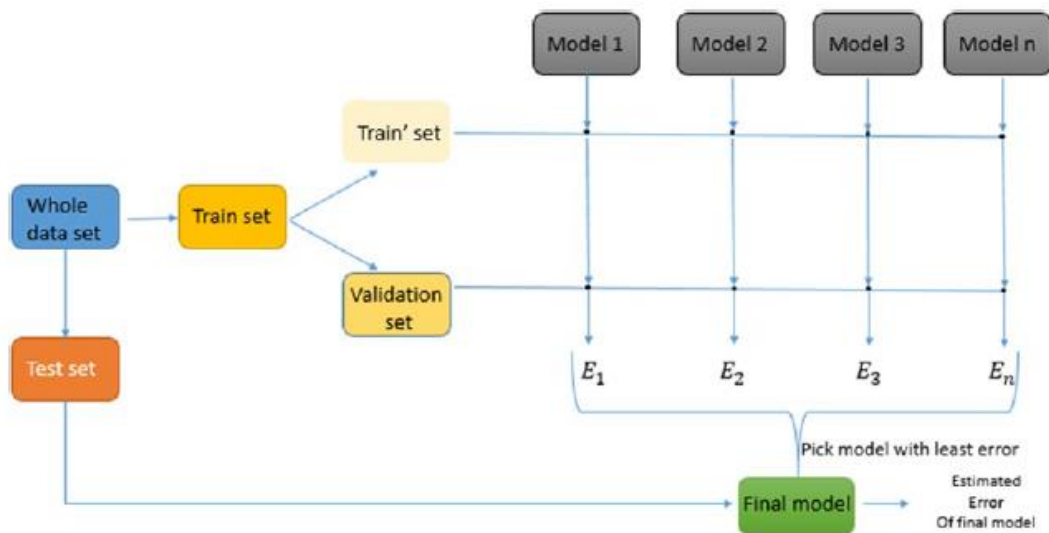 Model 1
Model 2
Model 3
Model n
Train’ set
Whole
data set
Train set
Validation
set
Test set
E₁
E₂
E₃
Eₙ
Pick model with least error
Final model
Estimated
Error
Of final model